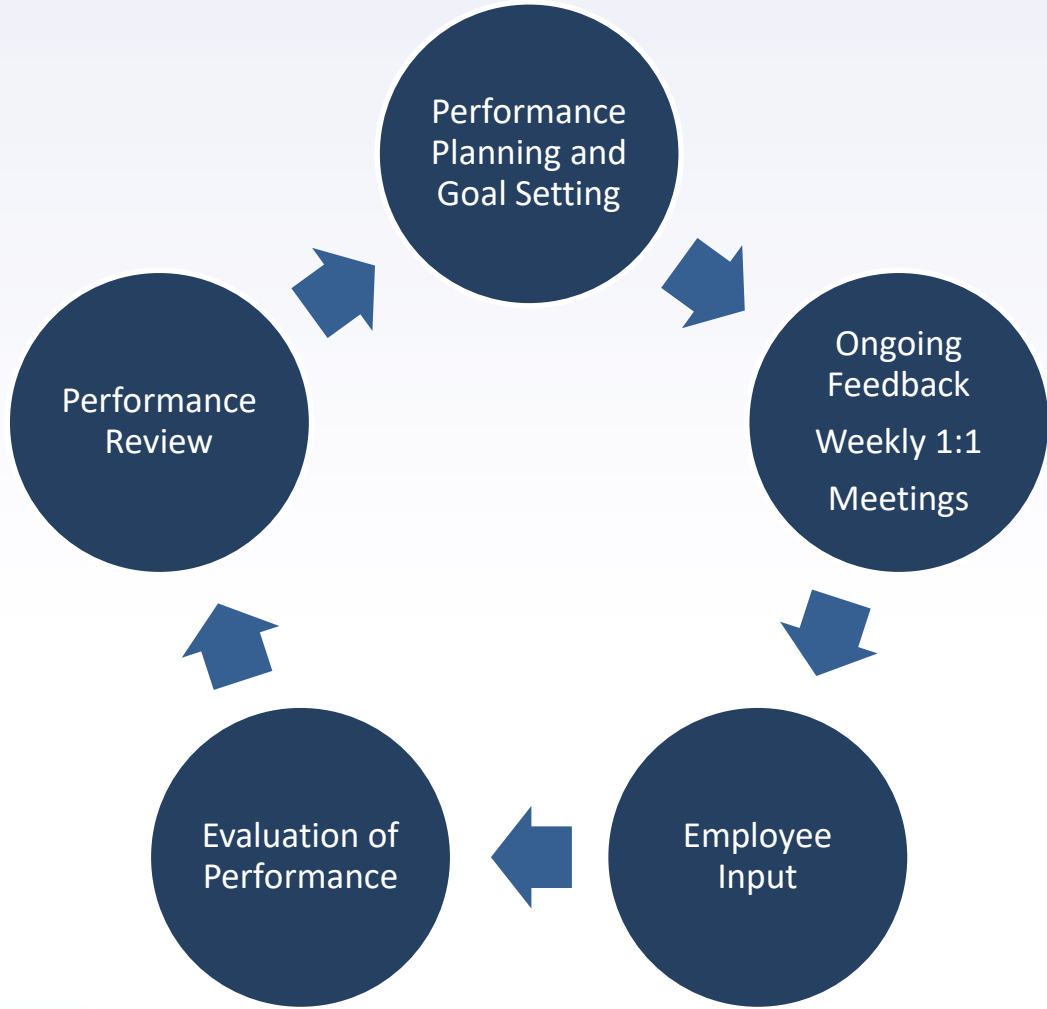 Performance
Planning and
Goal Setting
Ongoing
Feedback
Weekly 1:1
Meetings
Employee
Input
Evaluation of
Performance
Performance
Review